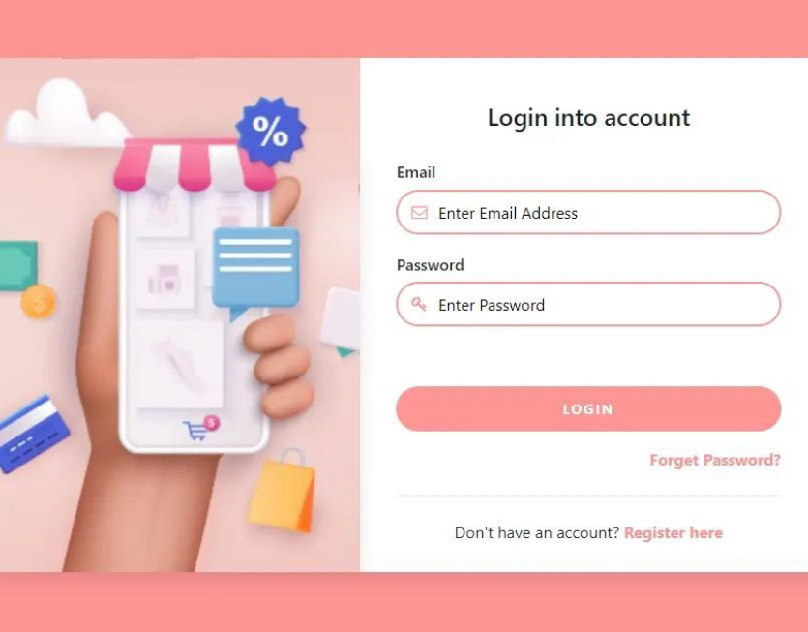 %
5
Login into account
Email
Enter Email Address
Password
Enter Password
LOGIN
Forget Password?
Don't have an account? Register here